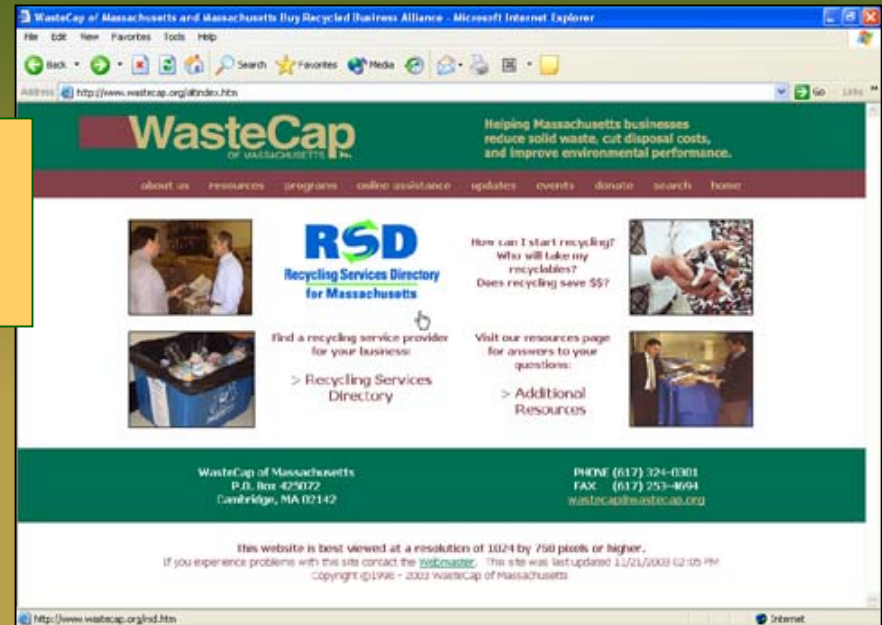 WasteCap of Massachusetts and Massachusetts Buy Recycled Business Alliance - Microsoft Internet Explorer
File Edit View Favorites Tools Help
Back Search Favorites Media
Address http://www.wastecap.org/ Go Links »
WasteCap
OF MASSACHUSETTS Inc.
Helping Massachusetts businesses
reduce solid waste, cut disposal costs,
and improve environmental performance.
about us resources programs online assistance updates events donate search home
RSD
Recycling Services Directory
for Massachusetts
How can I start recycling?
Who will take my
recyclables?
Does recycling save $$?
Find a recycling service provider
for your business:
> Recycling Services
Directory
Visit our resources page
for answers to your
questions:
> Additional
Resources
WasteCap of Massachusetts
P.O. Box 425072
Cambridge, MA 02142
PHONE (617) 324-0301
FAX (617) 253-4694
wastecap@wastecap.org
This website is best viewed at a resolution of 1024 by 750 pixels or higher.
If you experience problems with this site contact the Webmaster. This site was last updated 11/21/2003 02:05 PM
Copyright ©1998 - 2003 WasteCap of Massachusetts
http://www.wastecap.org/rsd.htm
Internet